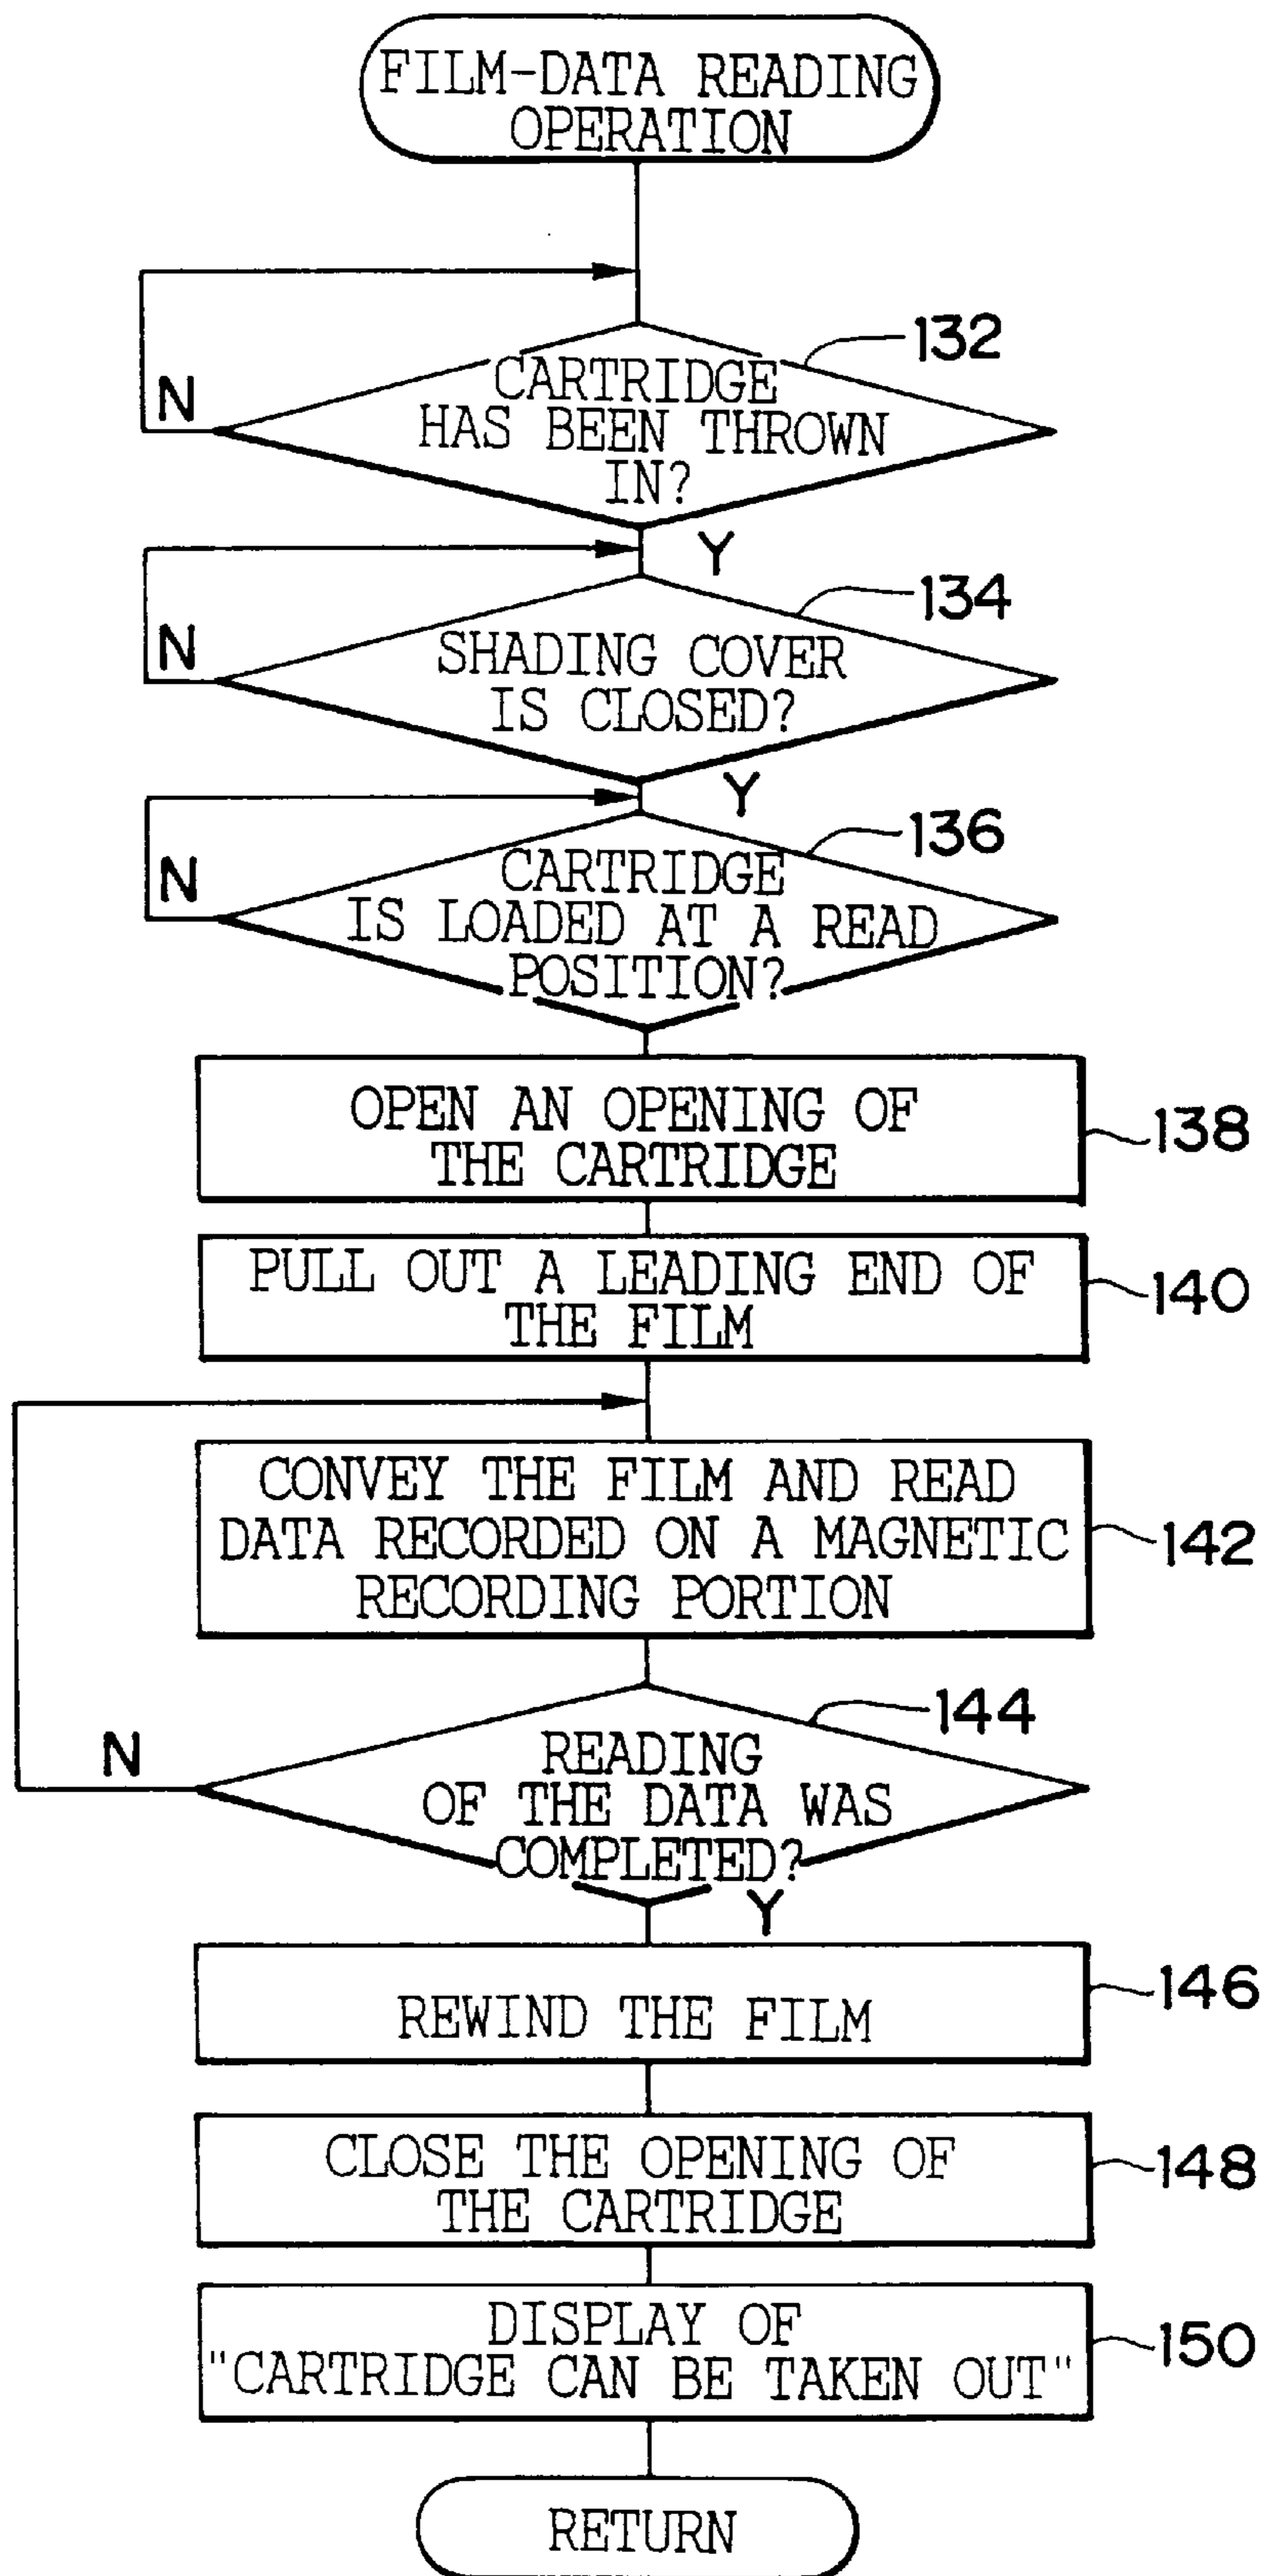 FILM-DATA READING
OPERATION
132
N
CARTRIDGE
HAS BEEN THROWN
IN?
Y
134
N
SHADING COVER
IS CLOSED?
Y
136
N
CARTRIDGE
IS LOADED AT A READ
POSITION?
OPEN AN OPENING OF
THE CARTRIDGE
138
PULL OUT A LEADING END OF
THE FILM
140
CONVEY THE FILM AND READ
DATA RECORDED ON A MAGNETIC
RECORDING PORTION
142
144
N
READING
OF THE DATA WAS
COMPLETED?
Y
REWIND THE FILM
146
CLOSE THE OPENING OF
THE CARTRIDGE
148
DISPLAY OF
"CARTRIDGE CAN BE TAKEN OUT"
150
RETURN